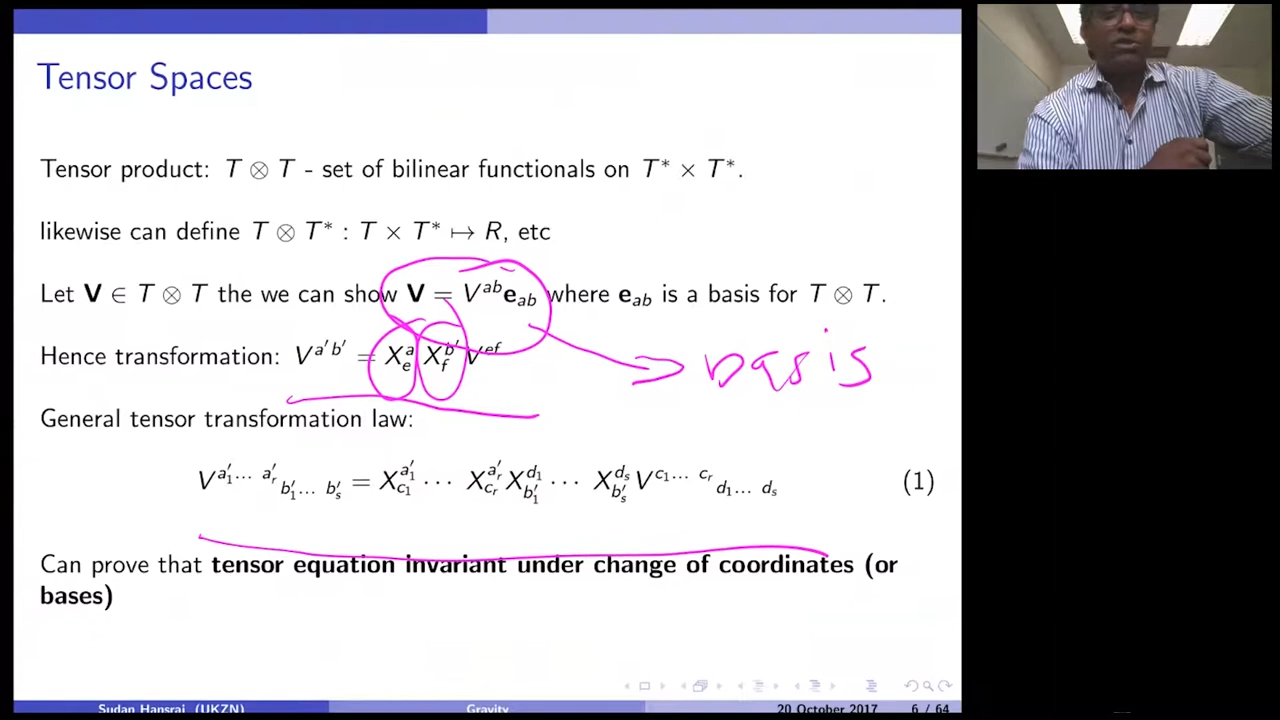 Tensor Spaces
Tensor product: T ⊗ T - set of bilinear functionals on T* × T*.
likewise can define T ⊗ T* : T × T* ↦ R, etc
Let V ∈ T ⊗ T the we can show V = V^{ab}e_{ab} where e_{ab} is a basis for T ⊗ T.
Hence transformation: V^{a'b'} = X^{a'}_e X^{b'}_f V^{ef}
basis
General tensor transformation law:
V^{a'_1... a'_r}_{b'_1... b'_s} = X^{a'_1}_{c_1} ⋯ X^{a'_r}_{c_r} X^{d_1}_{b'_1} ⋯ X^{d_s}_{b'_s} V^{c_1... c_r}_{d_1... d_s} (1)
Can prove that tensor equation invariant under change of coordinates (or
bases)
Sudan Hansraj (UKZN) Gravity 20 October 2017 6 / 64